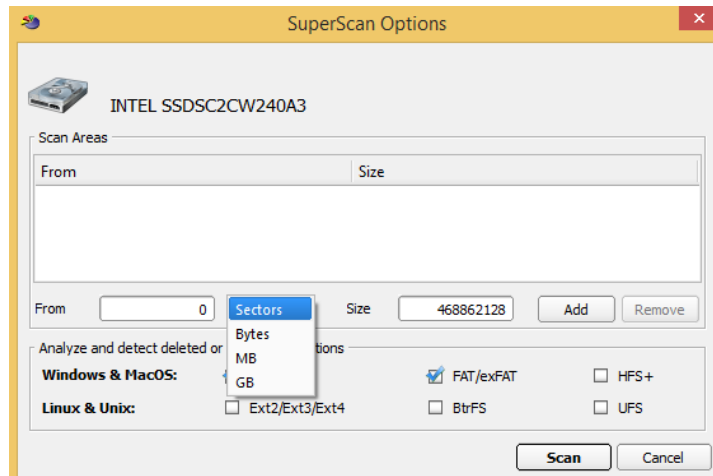 SuperScan Options
INTEL SSDSC2CW240A3
Scan Areas
From Size
From 0 Sectors Size 468862128 Add Remove
Bytes
MB
GB
Analyze and detect deleted or
Windows & MacOS: FAT/exFAT HFS+
Linux & Unix: Ext2/Ext3/Ext4 BtrFS UFS
Scan Cancel